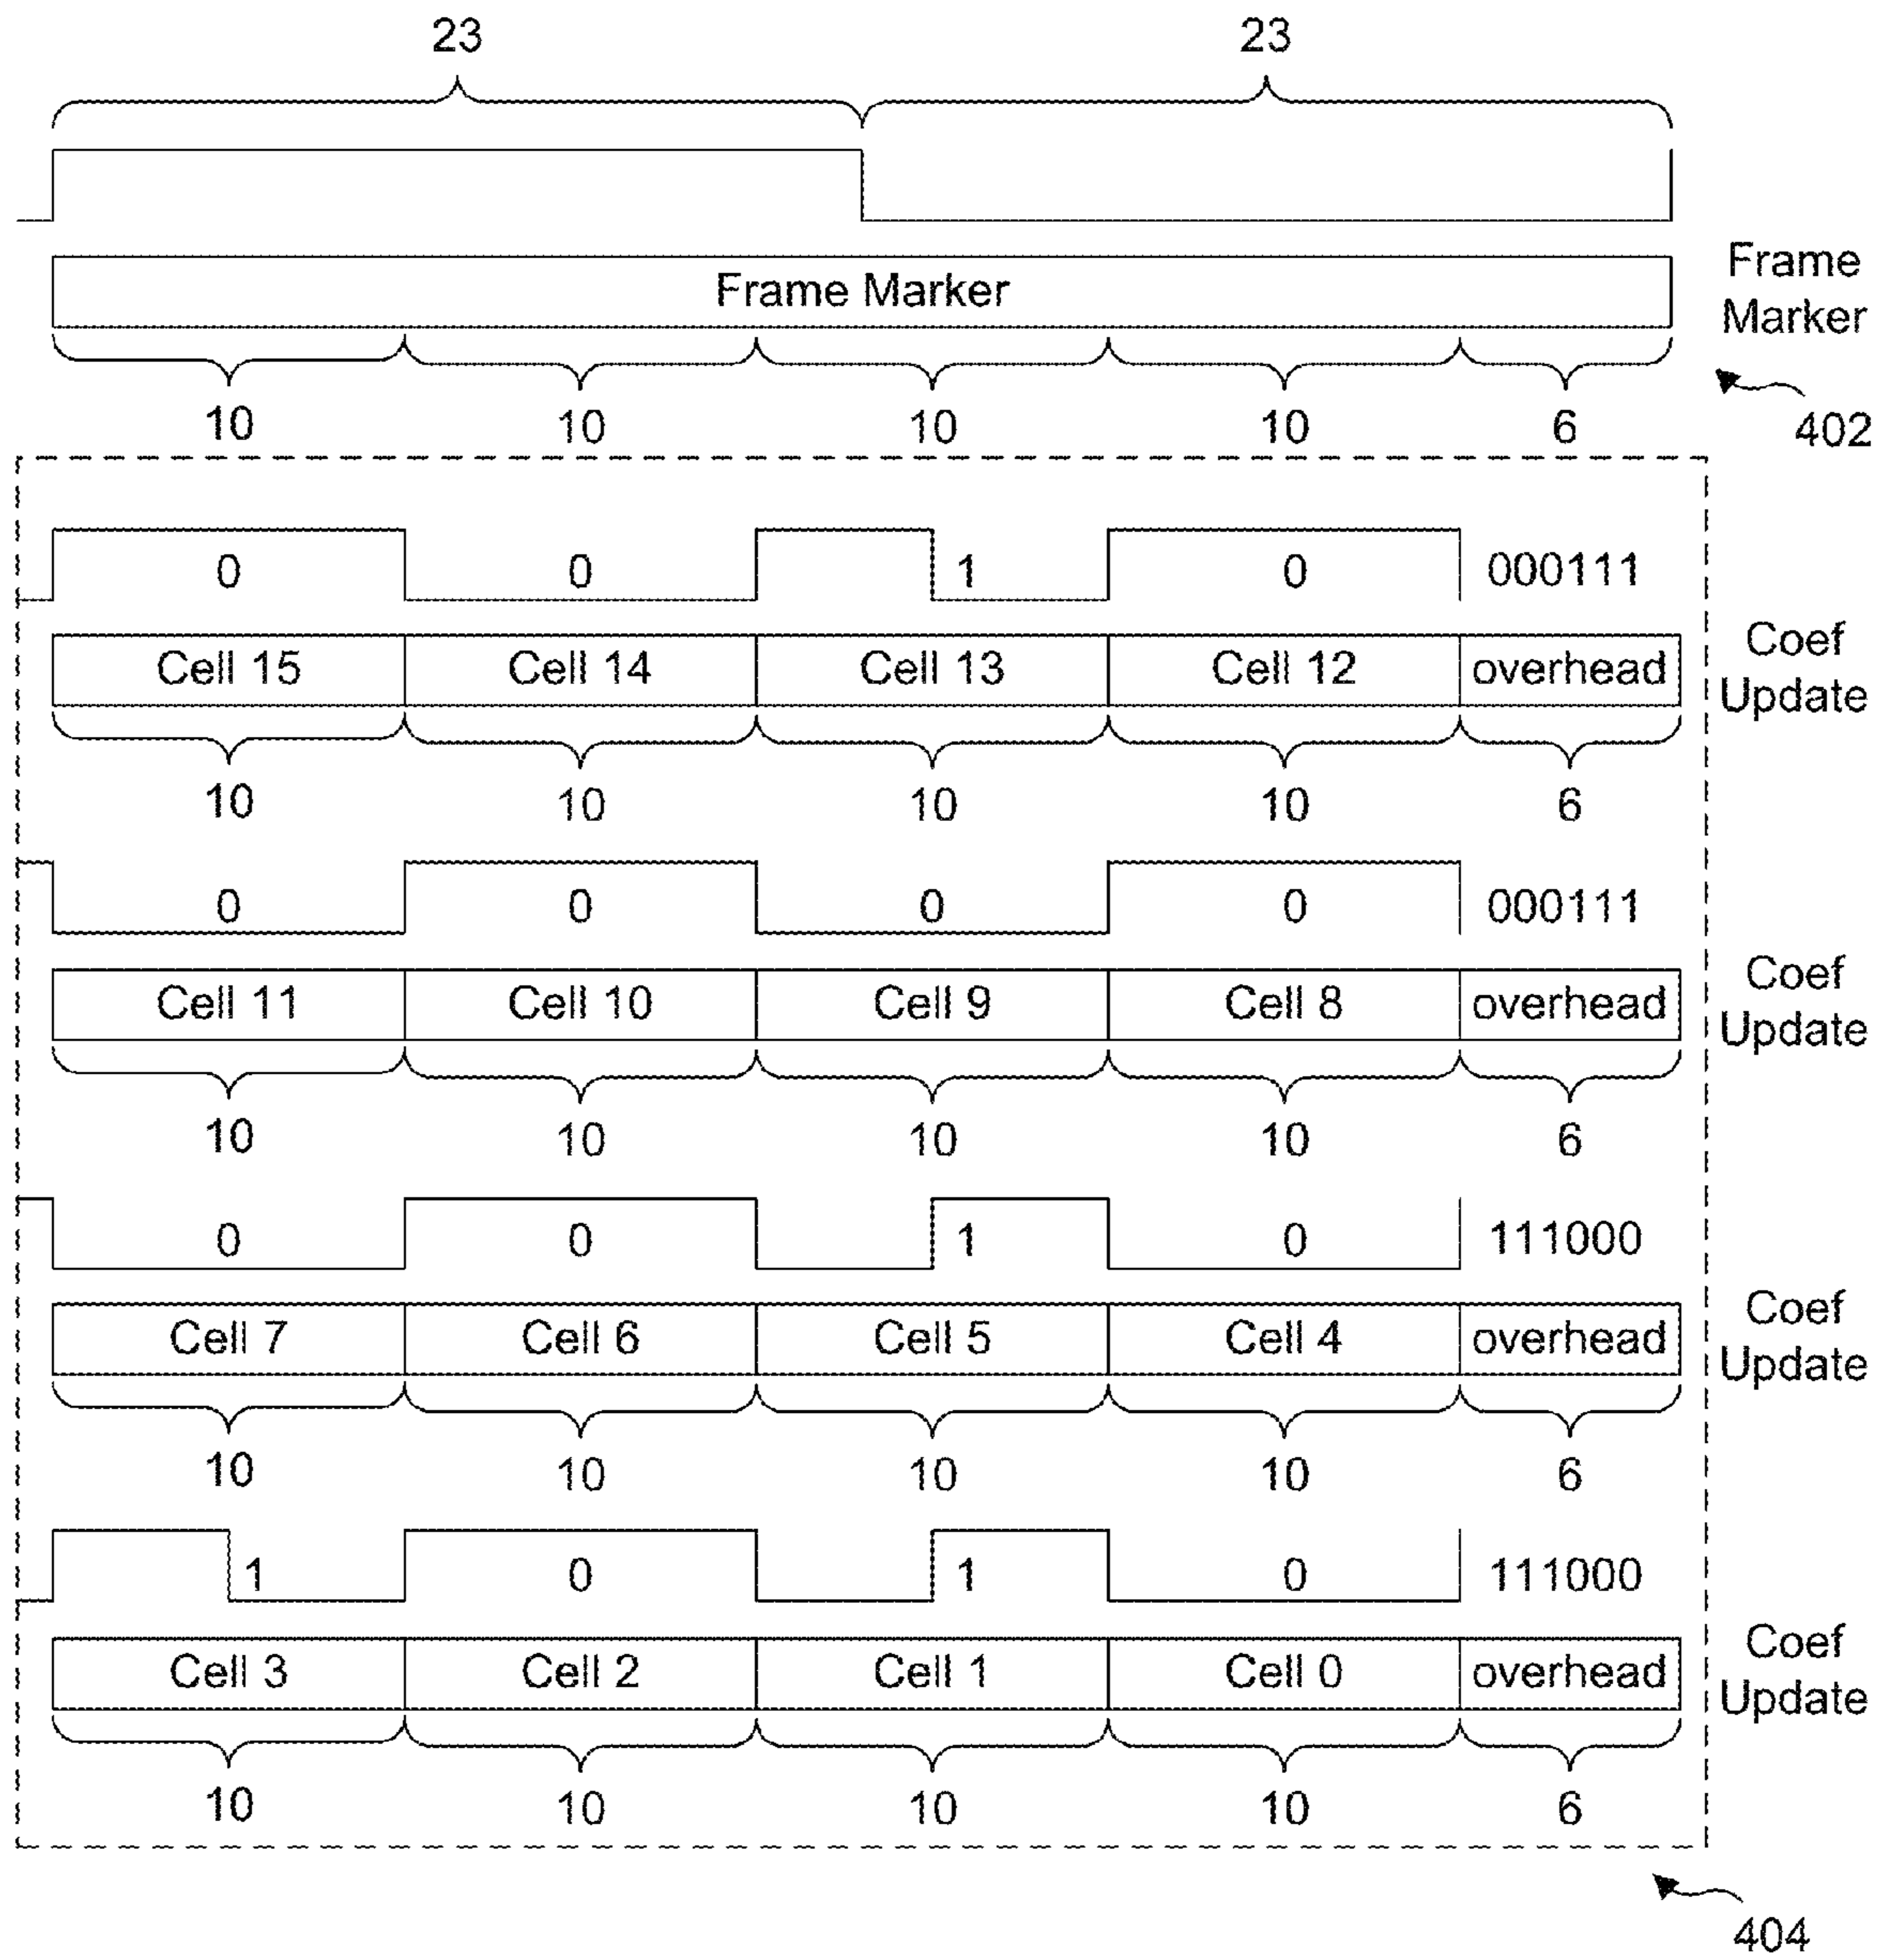 23 23
Frame Marker
Frame
Marker
10 10 10 10 6
402
0 0 1 0 000111
Cell 15 Cell 14 Cell 13 Cell 12 overhead
Coef
Update
10 10 10 10 6
0 0 0 0 000111
Cell 11 Cell 10 Cell 9 Cell 8 overhead
Coef
Update
10 10 10 10 6
0 0 1 0 111000
Cell 7 Cell 6 Cell 5 Cell 4 overhead
Coef
Update
10 10 10 10 6
1 0 1 0 111000
Cell 3 Cell 2 Cell 1 Cell 0 overhead
Coef
Update
10 10 10 10 6
404